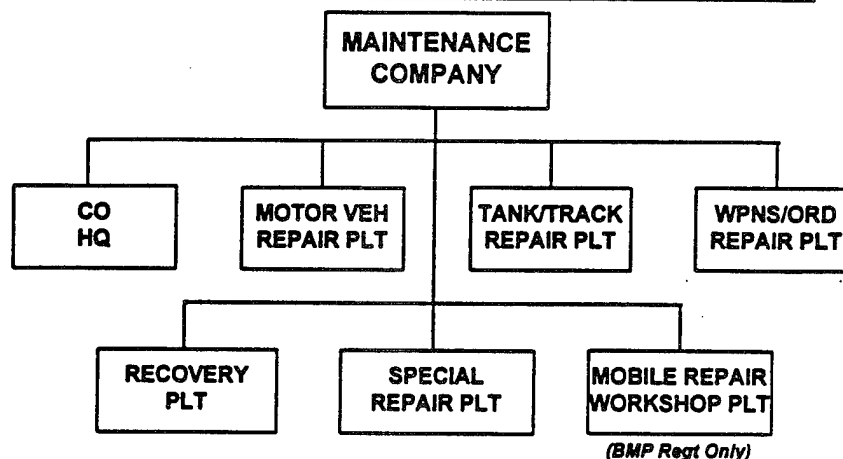 MAINTENANCE
COMPANY
CO
HQ
MOTOR VEH
REPAIR PLT
TANK/TRACK
REPAIR PLT
WPNS/ORD
REPAIR PLT
RECOVERY
PLT
SPECIAL
REPAIR PLT
MOBILE REPAIR
WORKSHOP PLT
(BMP Regt Only)